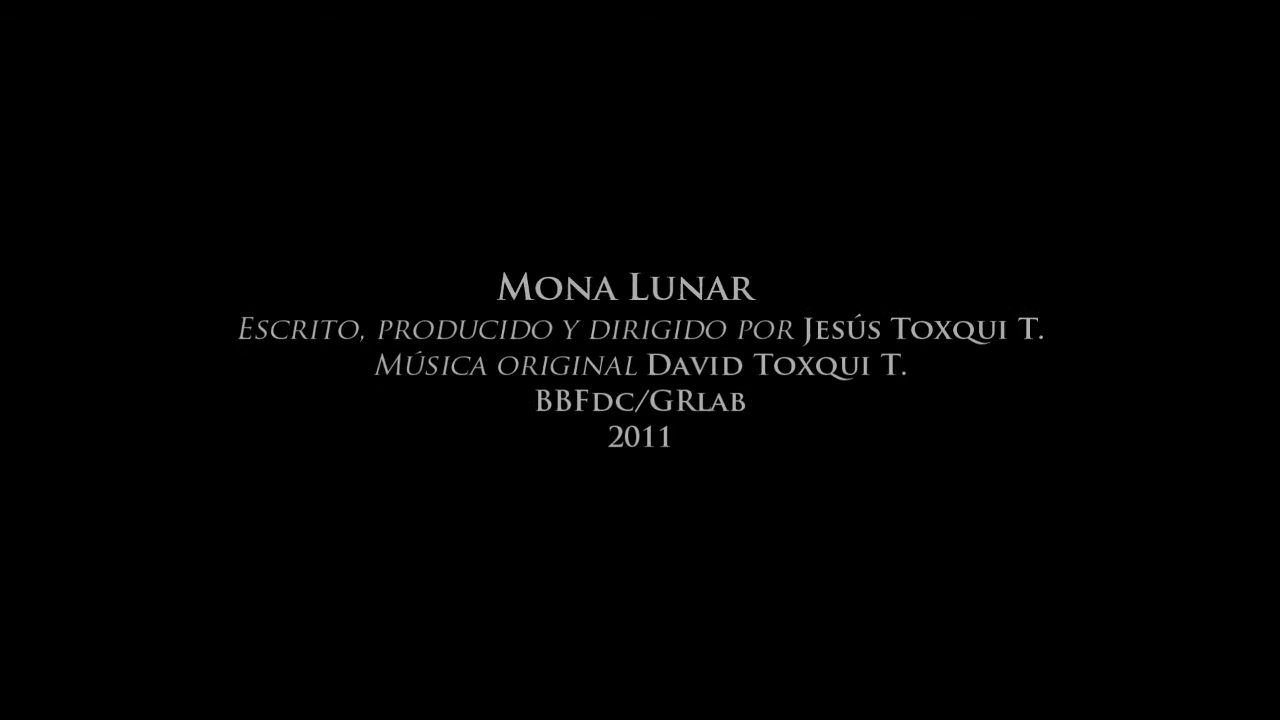 Mona Lunar
Escrito, producido y dirigido por Jesús Toxqui T.
Música original David Toxqui T.
BBFdc/GRlab
2011